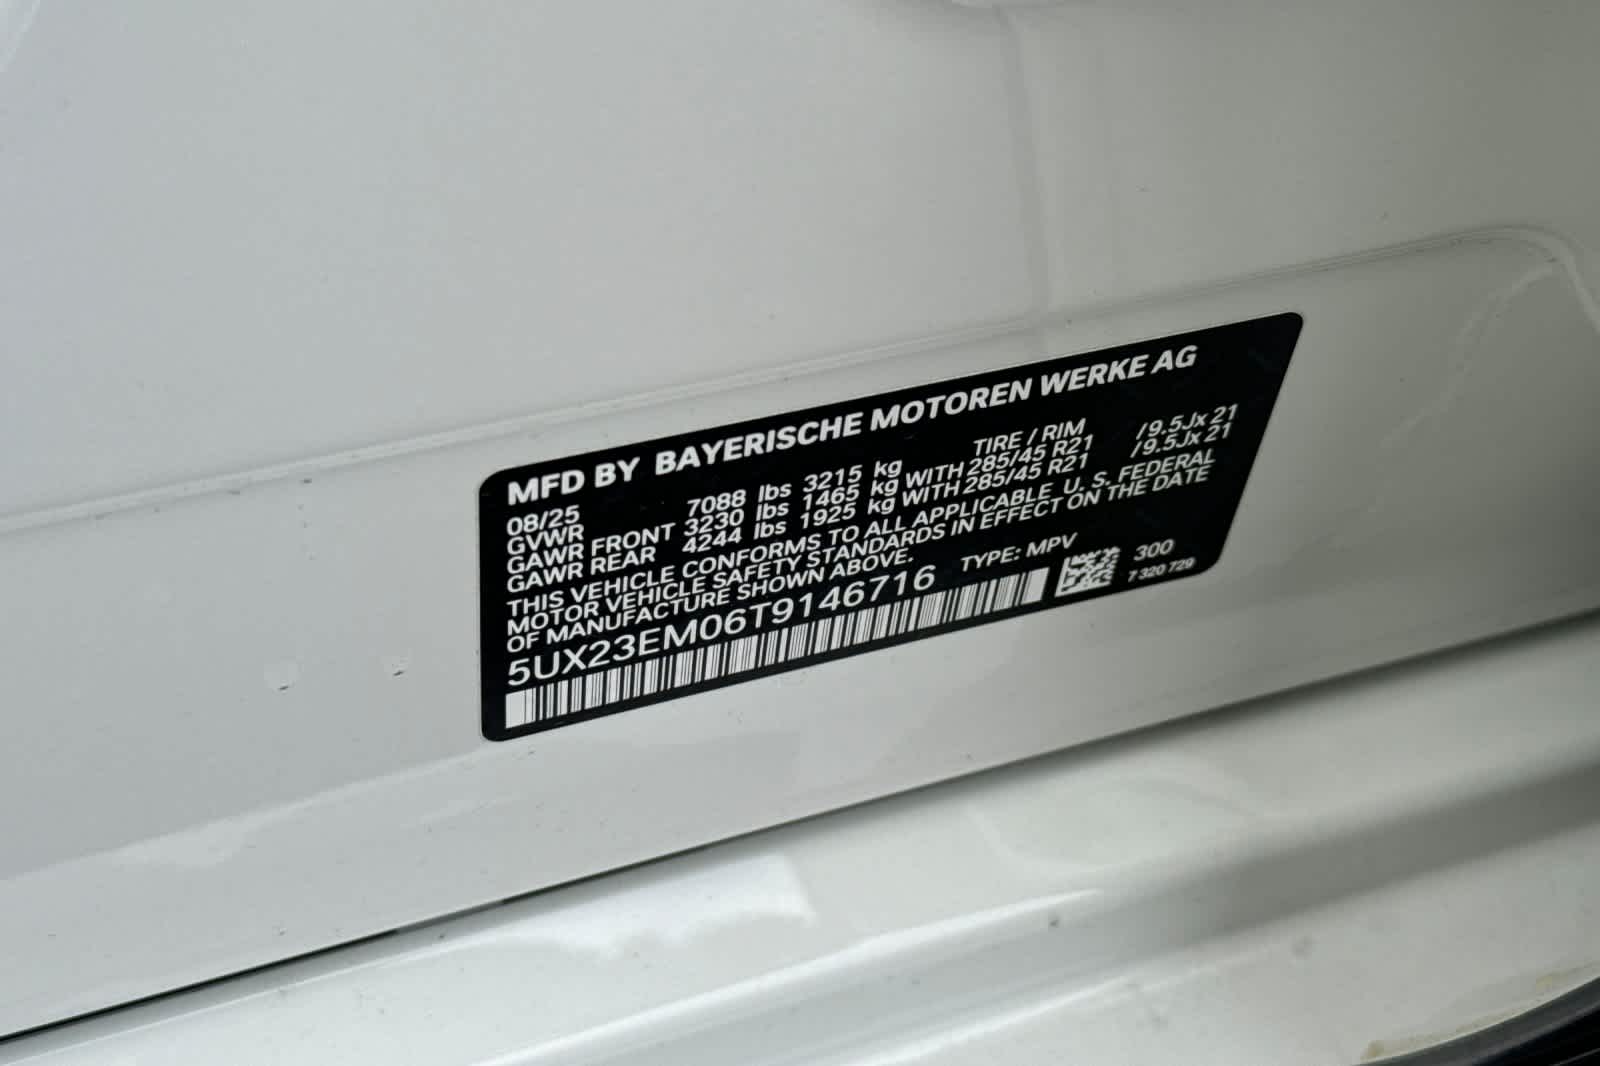 MFD BY BAYERISCHE MOTOREN WERKE AG
08/25 TIRE / RIM
GVWR 7088 lbs 3215 kg
GAWR FRONT 3230 lbs 1465 kg WITH 285/45 R21 /9.5Jx 21
GAWR REAR 4244 lbs 1925 kg WITH 285/45 R21 /9.5Jx 21
THIS VEHICLE CONFORMS TO ALL APPLICABLE U. S. FEDERAL
MOTOR VEHICLE SAFETY STANDARDS IN EFFECT ON THE DATE
OF MANUFACTURE SHOWN ABOVE.
5UX23EM06T9146716 TYPE: MPV 300
7 320 729